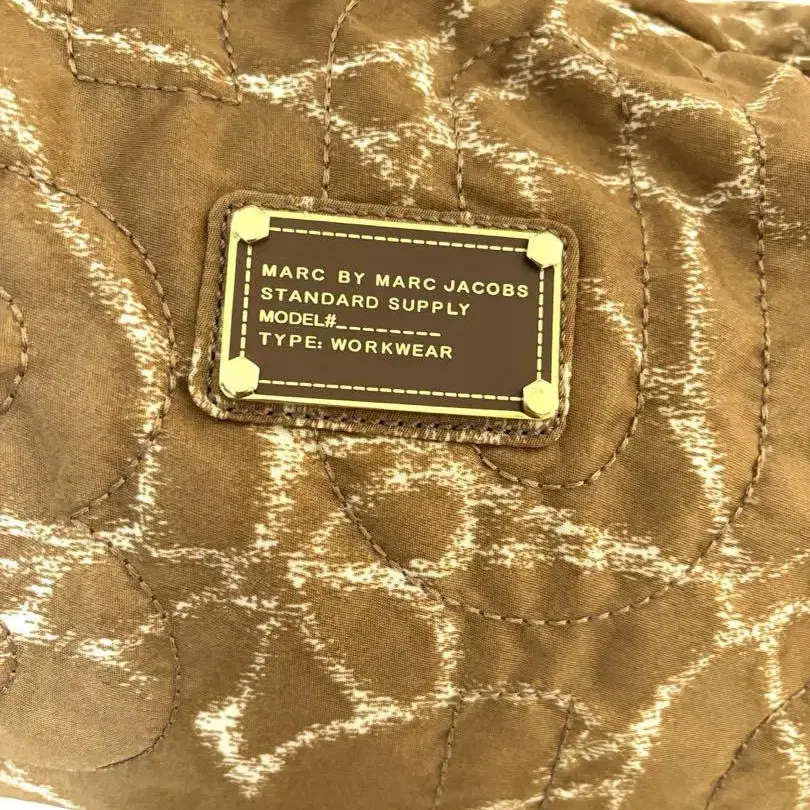 MARC BY MARC JACOBS
STANDARD SUPPLY
MODEL#________
TYPE: WORKWEAR